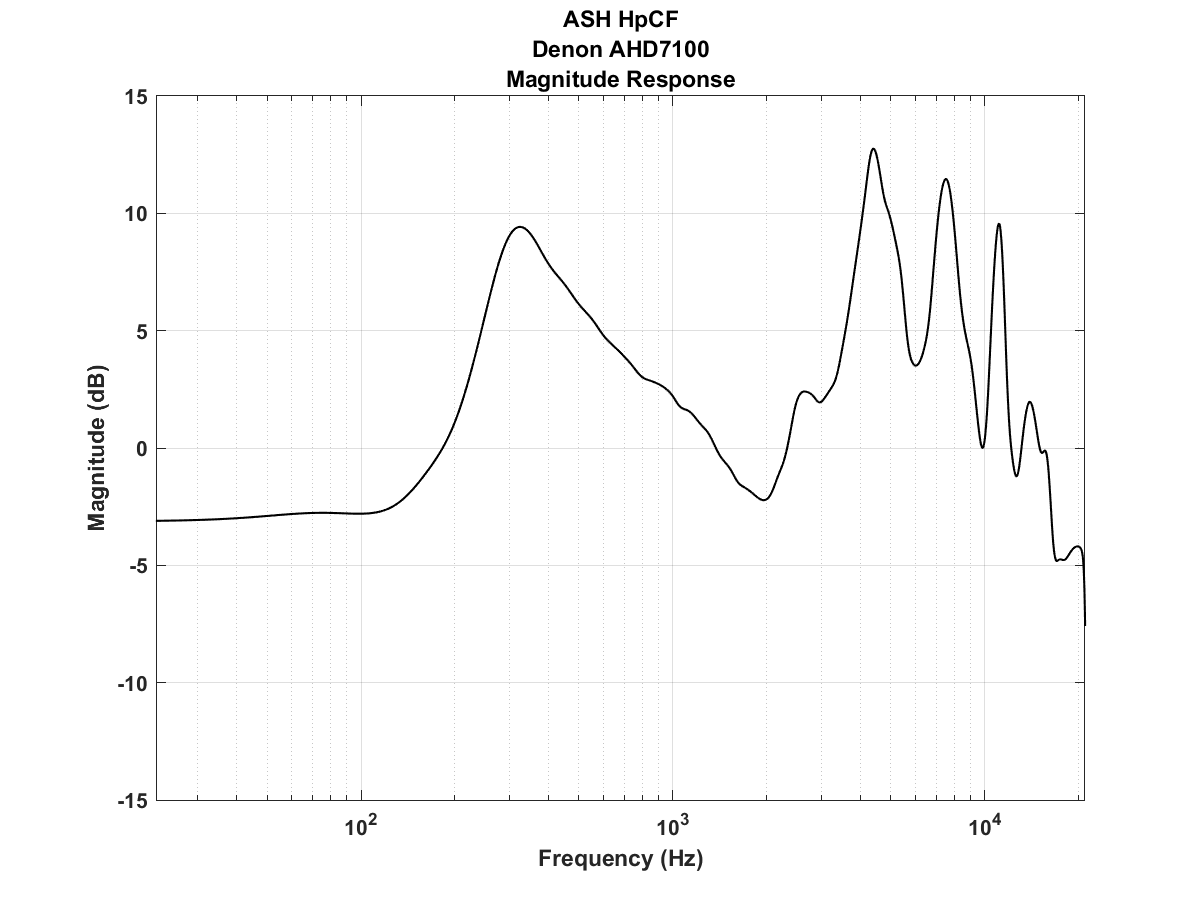 ASH HpCF
Denon AHD7100
Magnitude Response
15
10
5
0
-5
-10
-15
Magnitude (dB)
10² 10³ 10⁴
Frequency (Hz)